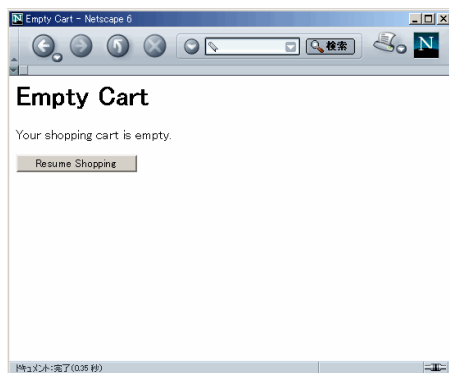 Empty Cart - Netscape 6
検索
N
Empty Cart
Your shopping cart is empty.
Resume Shopping
ドキュメント:完了(0.35 秒)